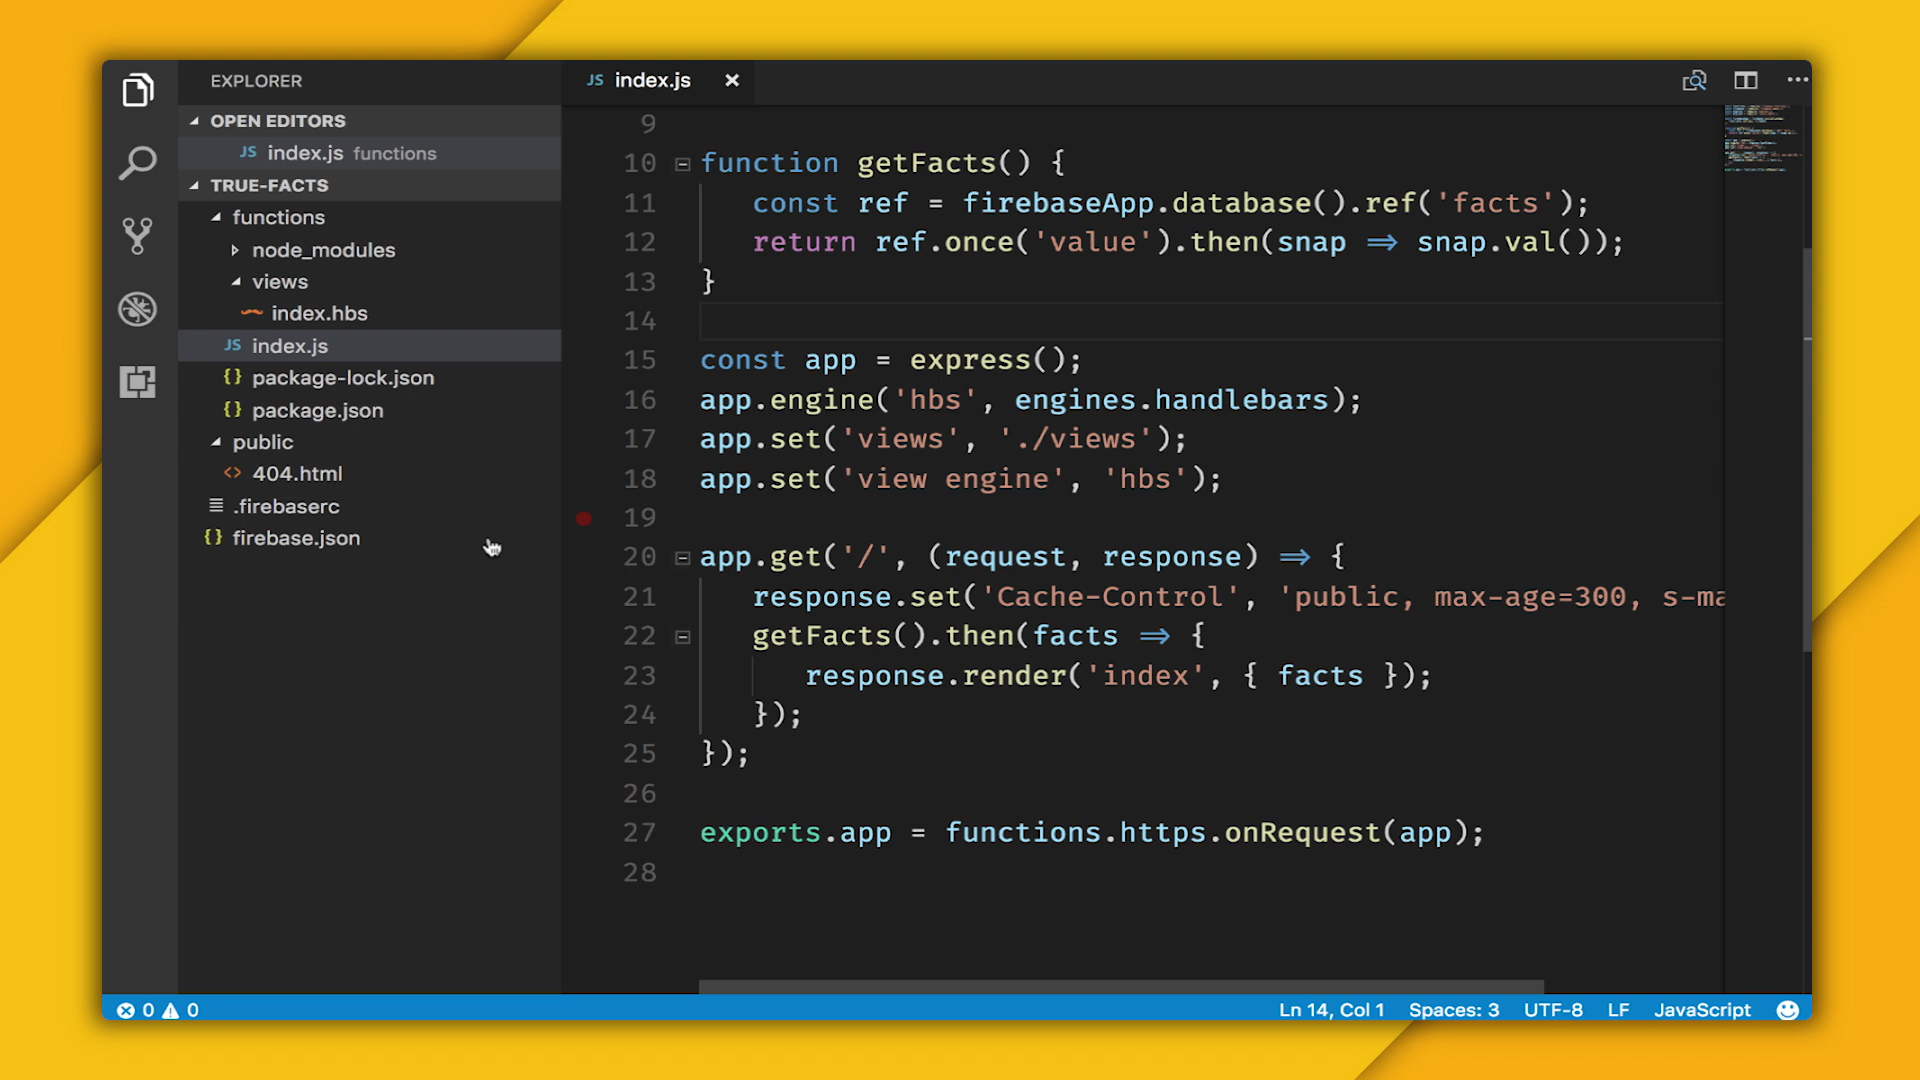 EXPLORER
OPEN EDITORS
JS index.js functions
TRUE-FACTS
functions
node_modules
views
index.hbs
JS index.js
{} package-lock.json
{} package.json
public
<> 404.html
.firebaserc
{} firebase.json
JS index.js
9
10 function getFacts() {
11 const ref = firebaseApp.database().ref('facts');
12 return ref.once('value').then(snap => snap.val());
13 }
14
15 const app = express();
16 app.engine('hbs', engines.handlebars);
17 app.set('views', './views');
18 app.set('view engine', 'hbs');
19
20 app.get('/', (request, response) => {
21 response.set('Cache-Control', 'public, max-age=300, s-ma
22 getFacts().then(facts => {
23 response.render('index', { facts });
24 });
25 });
26
27 exports.app = functions.https.onRequest(app);
28
0 0
Ln 14, Col 1 Spaces: 3 UTF-8 LF JavaScript